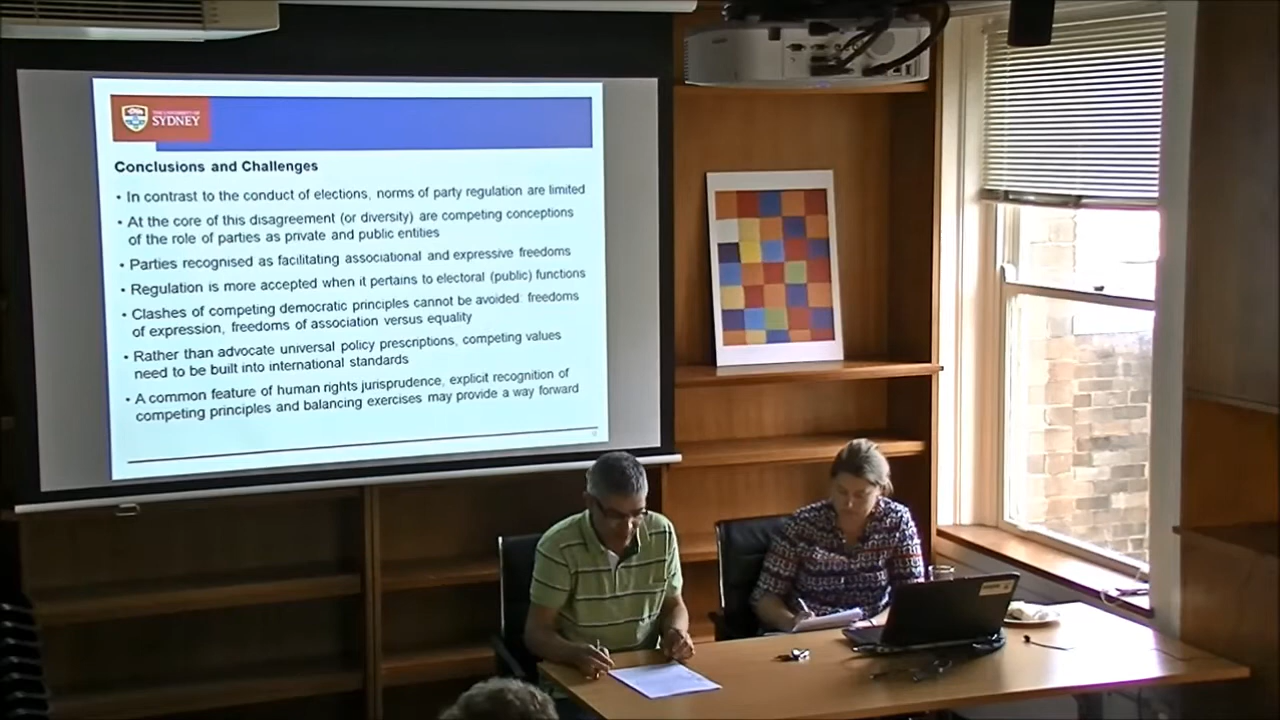 THE UNIVERSITY OF
SYDNEY
Conclusions and Challenges
• In contrast to the conduct of elections, norms of party regulation are limited
• At the core of this disagreement (or diversity) are competing conceptions
of the role of parties as private and public entities
• Parties recognised as facilitating associational and expressive freedoms
• Regulation is more accepted when it pertains to electoral (public) functions
• Clashes of competing democratic principles cannot be avoided: freedoms
of expression, freedoms of association versus equality
• Rather than advocate universal policy prescriptions, competing values
need to be built into international standards
• A common feature of human rights jurisprudence, explicit recognition of
competing principles and balancing exercises may provide a way forward